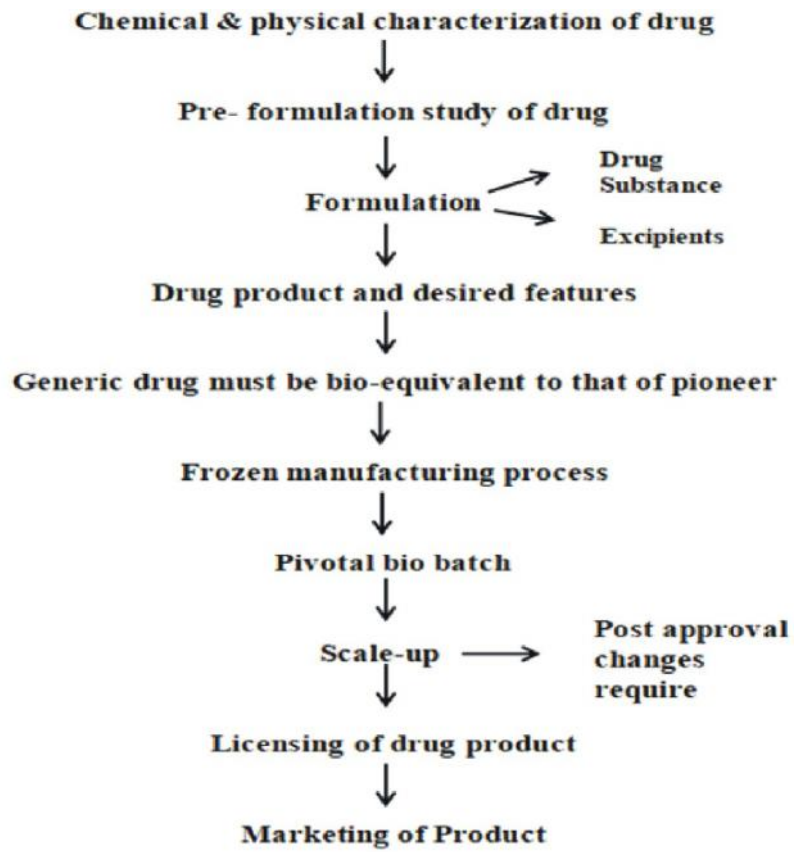 Chemical & physical characterization of drug
Pre- formulation study of drug
Formulation
Drug
Substance
Excipients
Drug product and desired features
Generic drug must be bio-equivalent to that of pioneer
Frozen manufacturing process
Pivotal bio batch
Scale-up
Post approval
changes
require
Licensing of drug product
Marketing of Product